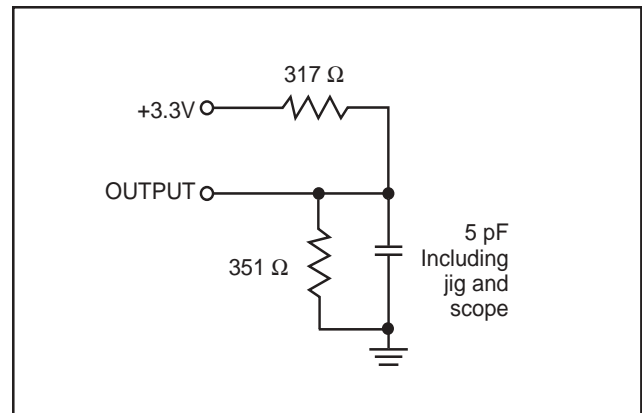 317 Ω
+3.3V
OUTPUT
351 Ω
5 pF
Including
jig and
scope